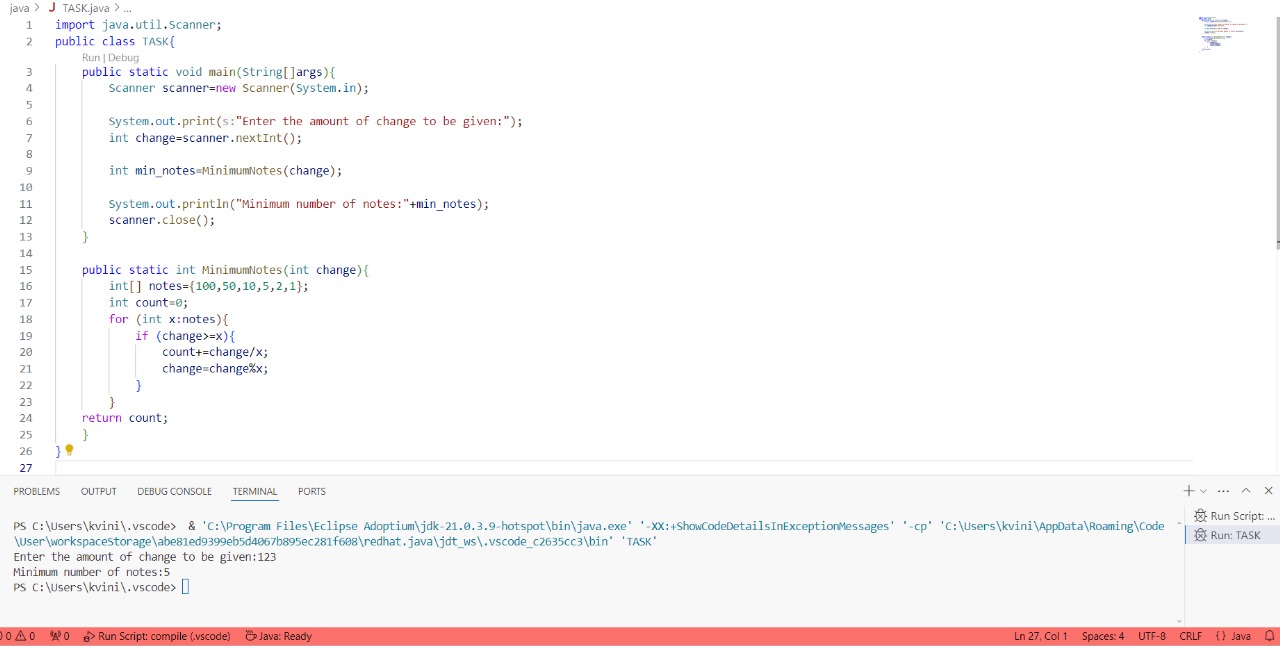 java > J TASK.java > ...
1 import java.util.Scanner;
2 public class TASK{
Run | Debug
3 public static void main(String[]args){
4 Scanner scanner=new Scanner(System.in);
5
6 System.out.print(s:"Enter the amount of change to be given:");
7 int change=scanner.nextInt();
8
9 int min_notes=MinimumNotes(change);
10
11 System.out.println("Minimum number of notes:"+min_notes);
12 scanner.close();
13 }
14
15 public static int MinimumNotes(int change){
16 int[] notes={100,50,10,5,2,1};
17 int count=0;
18 for (int x:notes){
19 if (change>=x){
20 count+=change/x;
21 change=change%x;
22 }
23 }
24 return count;
25 }
26 }
27
PROBLEMS OUTPUT DEBUG CONSOLE TERMINAL PORTS
PS C:\Users\kvini\.vscode> & 'C:\Program Files\Eclipse Adoptium\jdk-21.0.3.9-hotspot\bin\java.exe' '-XX:+ShowCodeDetailsInExceptionMessages' '-cp' 'C:\Users\kvini\AppData\Roaming\Code
\User\workspaceStorage\abe81ed9399eb5d4067b895ec281f608\redhat.java\jdt_ws\.vscode_c2635cc3\bin' 'TASK'
Enter the amount of change to be given:123
Minimum number of notes:5
PS C:\Users\kvini\.vscode>
Run Script: ...
Run: TASK
0 0 0 Run Script: compile (.vscode) Java: Ready Ln 27, Col 1 Spaces: 4 UTF-8 CRLF {} Java